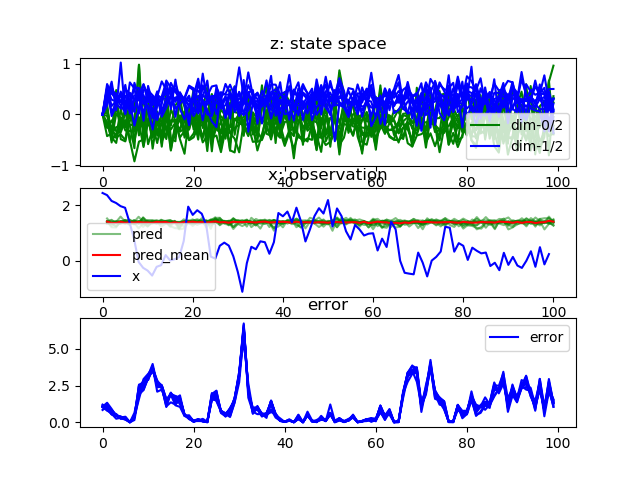 z: state space
1
0
−1
dim-0/2
dim-1/2
0 20 40 60 80 100
x: observation
2
0
pred
pred_mean
x
0 20 40 60 80 100
error
5.0
2.5
0.0
error
0 20 40 60 80 100